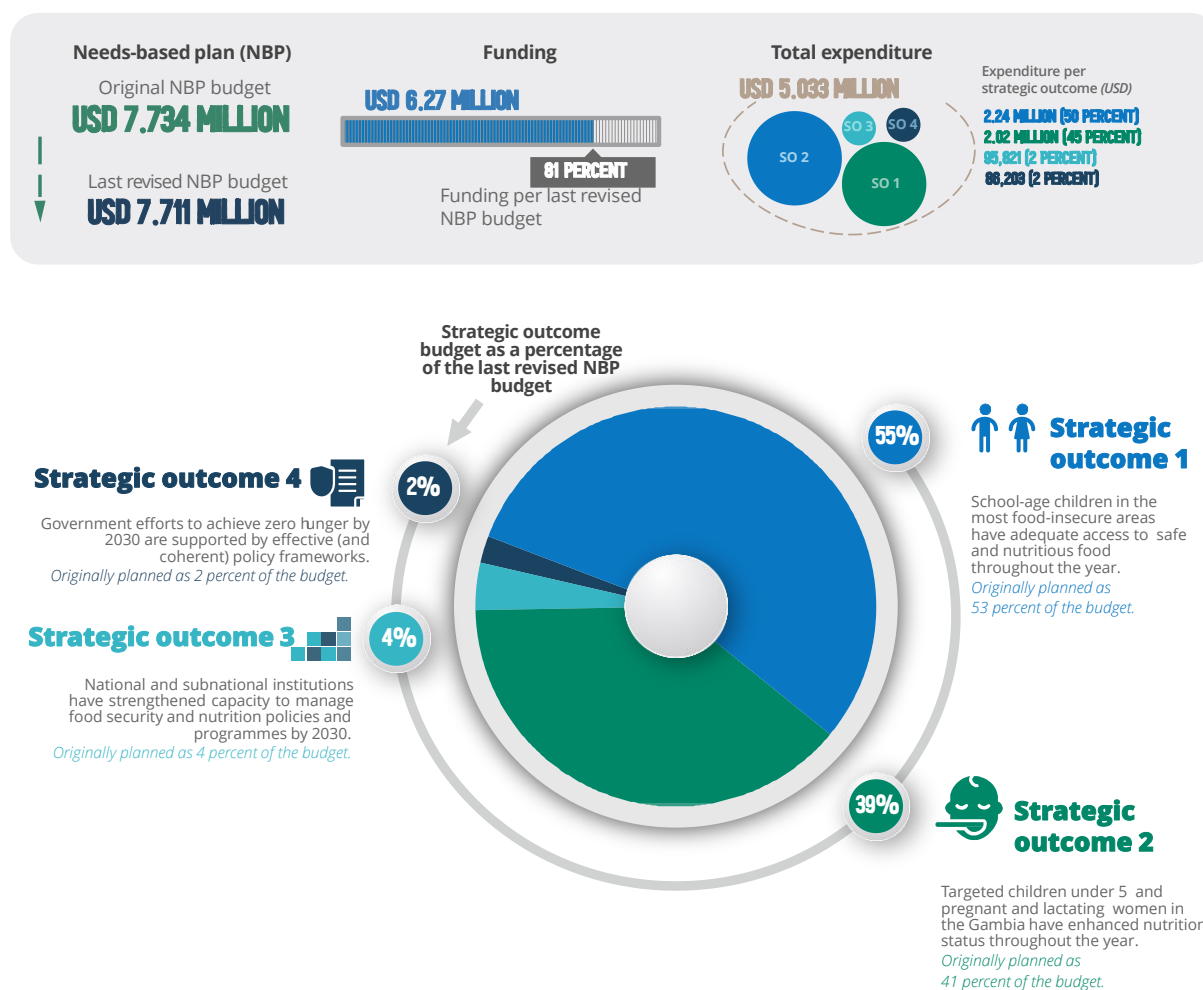 Needs-based plan (NBP)
Original NBP budget
USD 7.734 MILLION
Last revised NBP budget
USD 7.711 MILLION
Funding
USD 6.27 MILLION
81 PERCENT
Funding per last revised
NBP budget
Total expenditure
USD 5.033 MILLION
SO 2
SO 3
SO 4
SO 1
Expenditure per
strategic outcome (USD)
2.24 MILLION (50 PERCENT)
2.02 MILLION (45 PERCENT)
95,821 (2 PERCENT)
86,203 (2 PERCENT)
Strategic outcome
budget as a percentage
of the last revised NBP
budget
55%
Strategic
outcome 1
School-age children in the
most food-insecure areas
have adequate access to safe
and nutritious food
throughout the year.
Originally planned as
53 percent of the budget.
2%
Strategic outcome 4
Government efforts to achieve zero hunger by
2030 are supported by effective (and
coherent) policy frameworks.
Originally planned as 2 percent of the budget.
4%
Strategic outcome 3
National and subnational institutions
have strengthened capacity to manage
food security and nutrition policies and
programmes by 2030.
Originally planned as 4 percent of the budget.
39%
Strategic
outcome 2
Targeted children under 5 and
pregnant and lactating women in
the Gambia have enhanced nutrition
status throughout the year.
Originally planned as
41 percent of the budget.